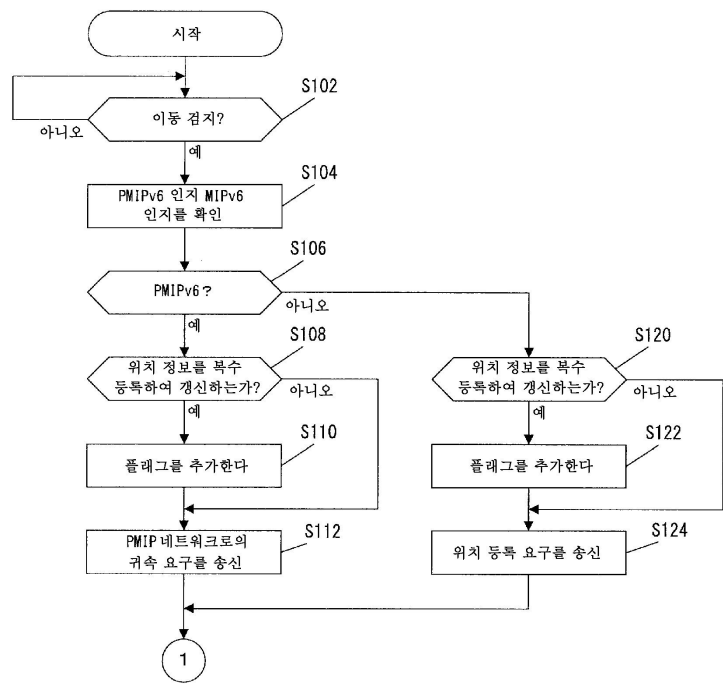 시작
S102
이동 검지?
아니오
예
S104
PMIPv6 인지 MIPv6
인지를 확인
S106
PMIPv6?
아니오
예
S108
위치 정보를 복수
등록하여 갱신하는가?
아니오
예
S110
플래그를 추가한다
S112
PMIP 네트워크로의
귀속 요구를 송신
S120
위치 정보를 복수
등록하여 갱신하는가?
아니오
예
S122
플래그를 추가한다
S124
위치 등록 요구를 송신
1